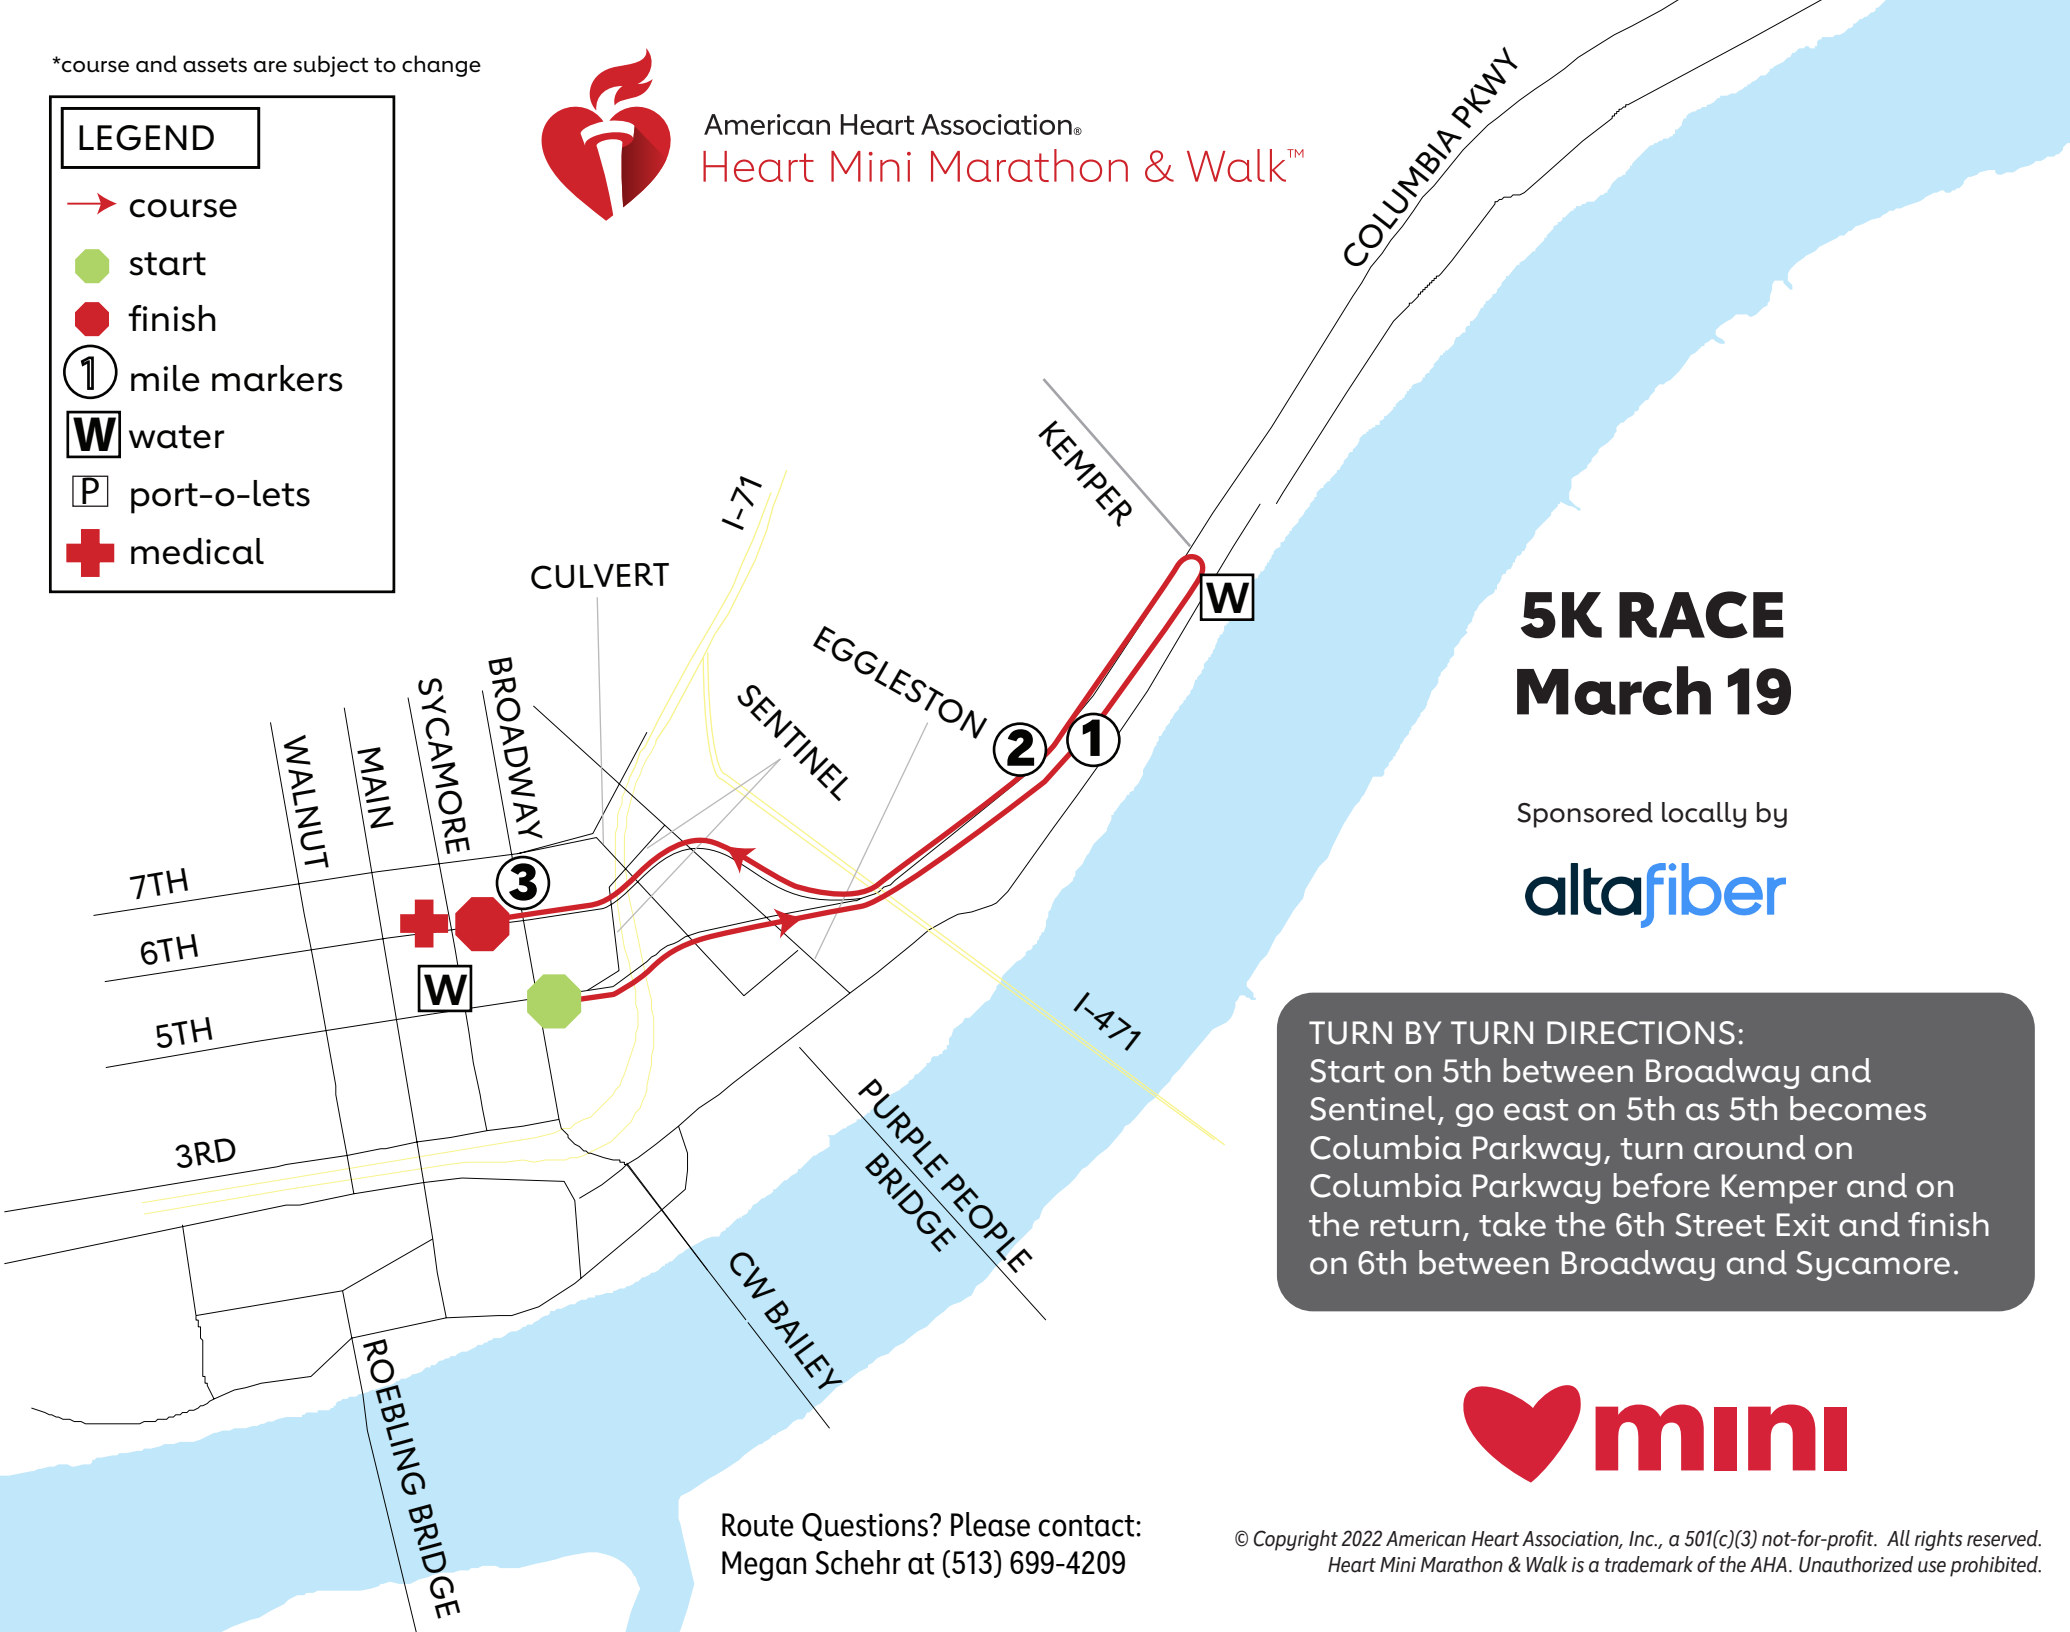 *course and assets are subject to change
LEGEND
course
start
finish
1 mile markers
W water
P port-o-lets
medical
American Heart Association®
Heart Mini Marathon & Walk™
COLUMBIA PKWY
KEMPER
I-71
CULVERT
EGGLESTON
SENTINEL
BROADWAY
SYCAMORE
MAIN
WALNUT
W
2
1
3
7TH
6TH
W
5TH
3RD
I-471
PURPLE PEOPLE
BRIDGE
CW BAILEY
ROEBLING BRIDGE
5K RACE
March 19
Sponsored locally by
altafiber
TURN BY TURN DIRECTIONS:
Start on 5th between Broadway and
Sentinel, go east on 5th as 5th becomes
Columbia Parkway, turn around on
Columbia Parkway before Kemper and on
the return, take the 6th Street Exit and finish
on 6th between Broadway and Sycamore.
mini
Route Questions? Please contact:
Megan Schehr at (513) 699-4209
© Copyright 2022 American Heart Association, Inc., a 501(c)(3) not-for-profit. All rights reserved.
Heart Mini Marathon & Walk is a trademark of the AHA. Unauthorized use prohibited.